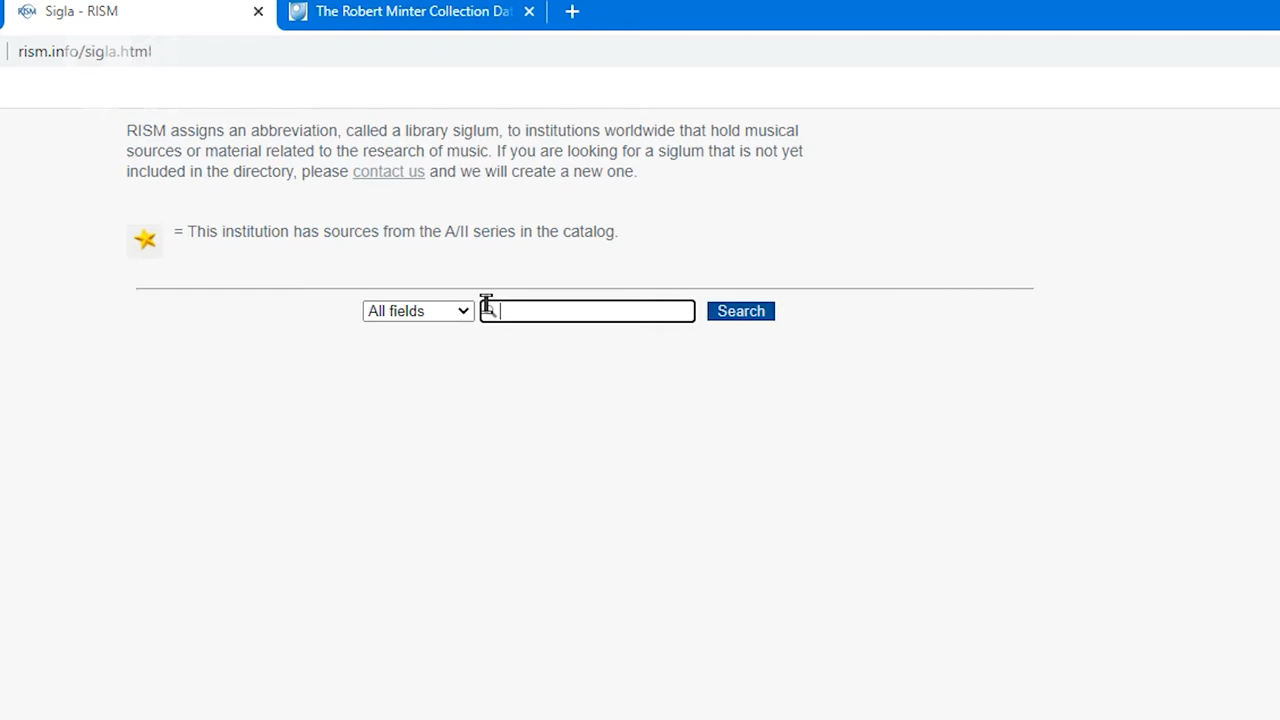 RISM Sigla - RISM
The Robert Minter Collection Dat
rism.info/sigla.html
RISM assigns an abbreviation, called a library siglum, to institutions worldwide that hold musical
sources or material related to the research of music. If you are looking for a siglum that is not yet
included in the directory, please contact us and we will create a new one.
= This institution has sources from the A/II series in the catalog.
All fields Search